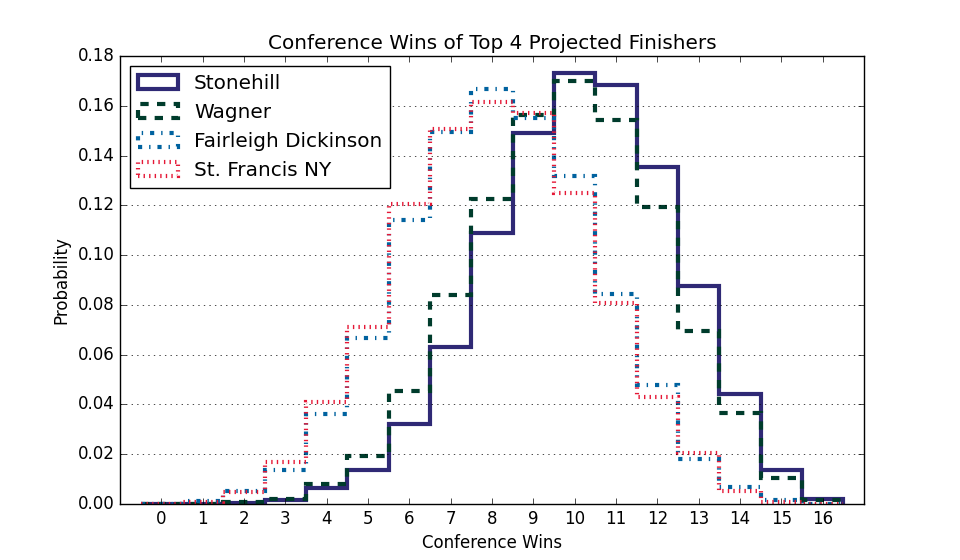 Conference Wins of Top 4 Projected Finishers
0.18
0.16
0.14
0.12
0.10
0.08
0.06
0.04
0.02
0.00
Probability
Stonehill
Wagner
Fairleigh Dickinson
St. Francis NY
0 1 2 3 4 5 6 7 8 9 10 11 12 13 14 15 16
Conference Wins